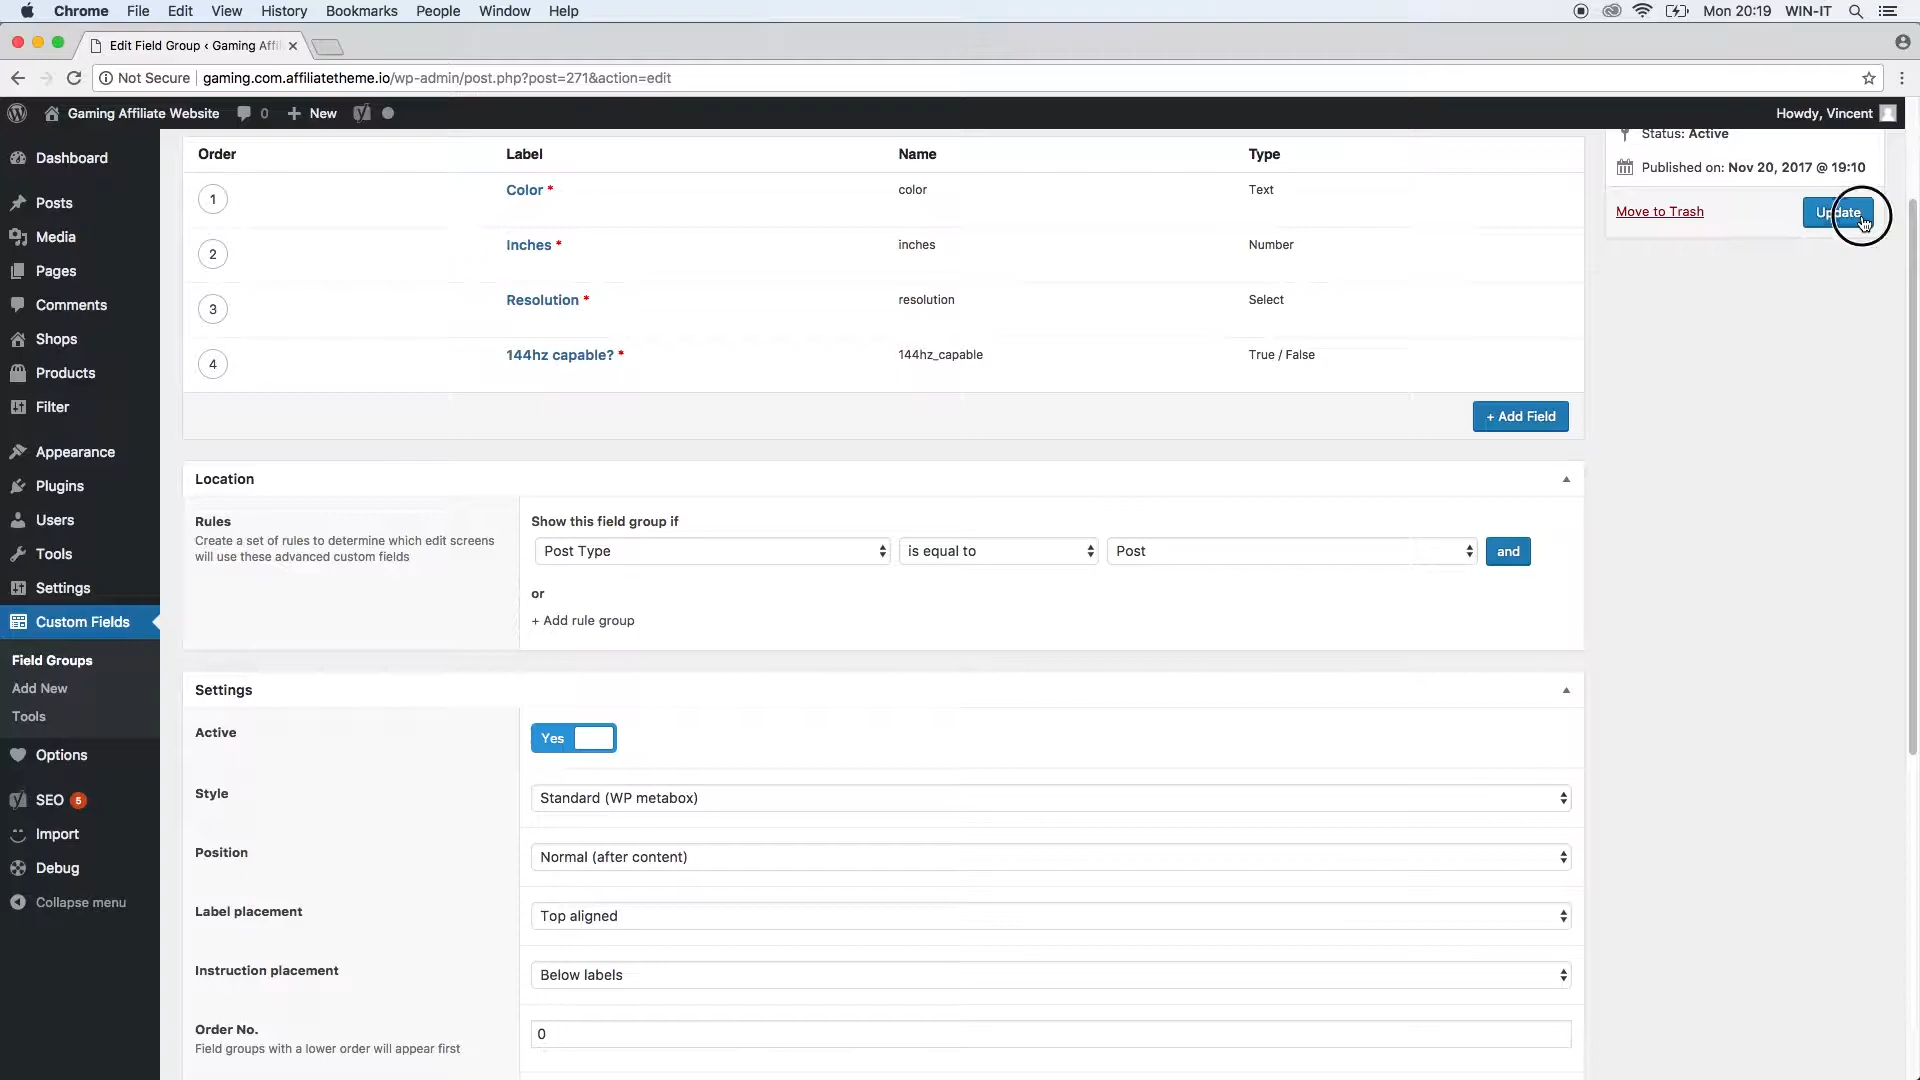 Chrome File Edit View History Bookmarks People Window Help Mon 20:19 WIN-IT
Edit Field Group ‹ Gaming Affi
Not Secure gaming.com.affiliatetheme.io/wp-admin/post.php?post=271&action=edit
Gaming Affiliate Website 0 New Howdy, Vincent
Dashboard
Posts
Media
Pages
Comments
Shops
Products
Filter
Appearance
Plugins
Users
Tools
Settings
Custom Fields
Field Groups
Add New
Tools
Options
SEO 5
Import
Debug
Collapse menu
Order Label Name Type
1 Color * color Text
2 Inches * inches Number
3 Resolution * resolution Select
4 144hz capable? * 144hz_capable True / False
+ Add Field
Location
Rules
Create a set of rules to determine which edit screens
will use these advanced custom fields
Show this field group if
Post Type is equal to Post and
or
+ Add rule group
Settings
Active Yes
Style Standard (WP metabox)
Position Normal (after content)
Label placement Top aligned
Instruction placement Below labels
Order No. 0
Field groups with a lower order will appear first
Status: Active
Published on: Nov 20, 2017 @ 19:10
Move to Trash Update